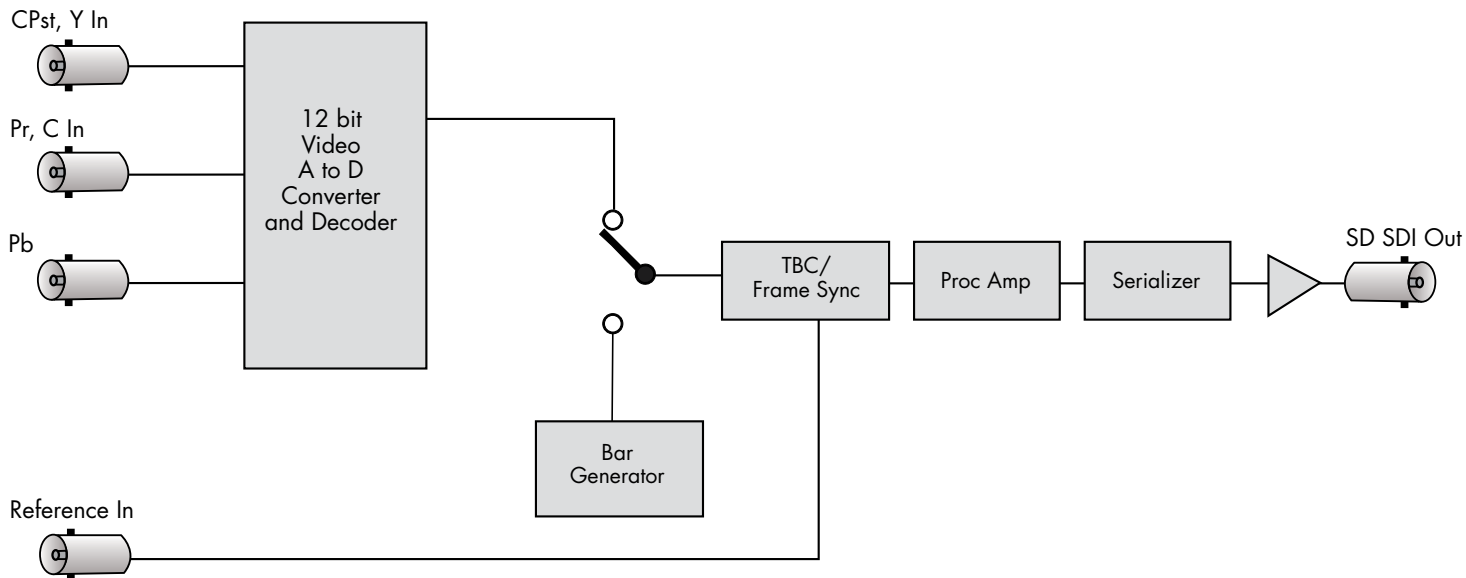 CPst, Y In
Pr, C In
Pb
12 bit
Video
A to D
Converter
and Decoder
TBC/
Frame Sync
Proc Amp
Serializer
SD SDI Out
Bar
Generator
Reference In